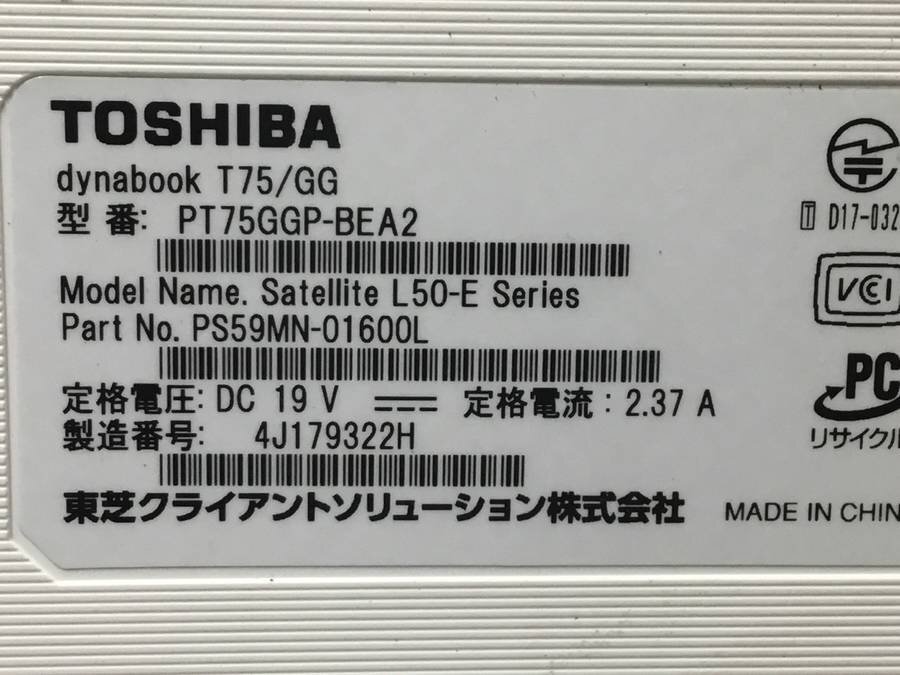 TOSHIBA
dynabook T75/GG
型 番: PT75GGP-BEA2
Model Name. Satellite L50-E Series
Part No. PS59MN-01600L
定格電圧: DC 19 V 定格電流 : 2.37 A
製造番号: 4J179322H
東芝クライアントソリューション株式会社
MADE IN CHIN
T D17-032
VCCI
PC
リサイクル